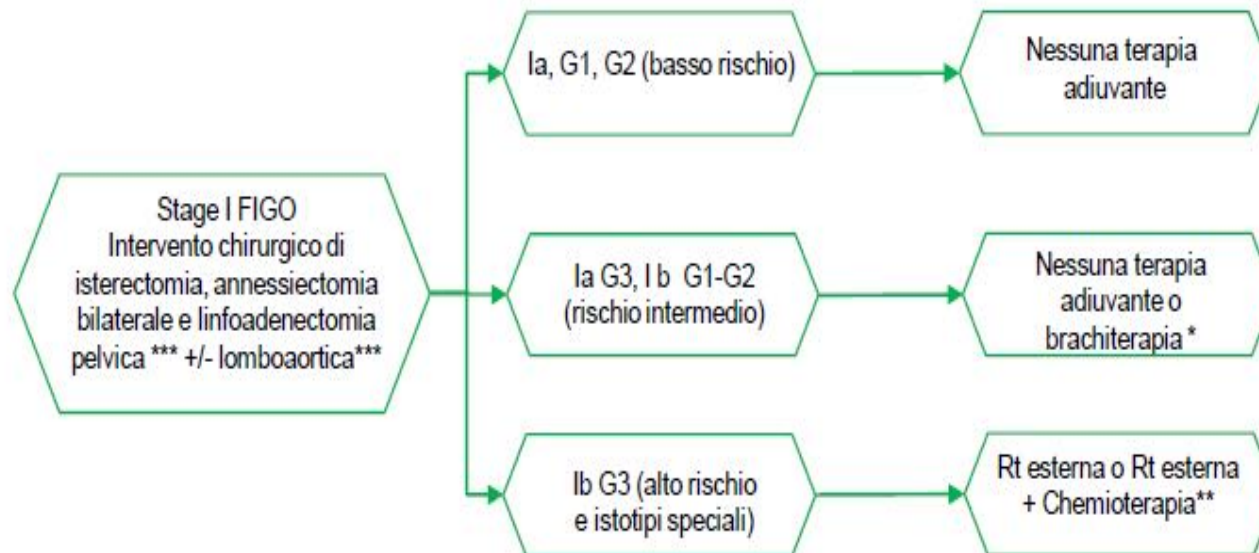 Stage I FIGO
Intervento chirurgico di
isterectomia, annessiectomia
bilaterale e linfoadenectomia
pelvica *** +/- lomboaortica***
Ia, G1, G2 (basso rischio)
Nessuna terapia
adiuvante
Ia G3, I b G1-G2
(rischio intermedio)
Nessuna terapia
adiuvante o
brachiterapia *
Ib G3 (alto rischio
e istotipi speciali)
Rt esterna o Rt esterna
+ Chemioterapia**